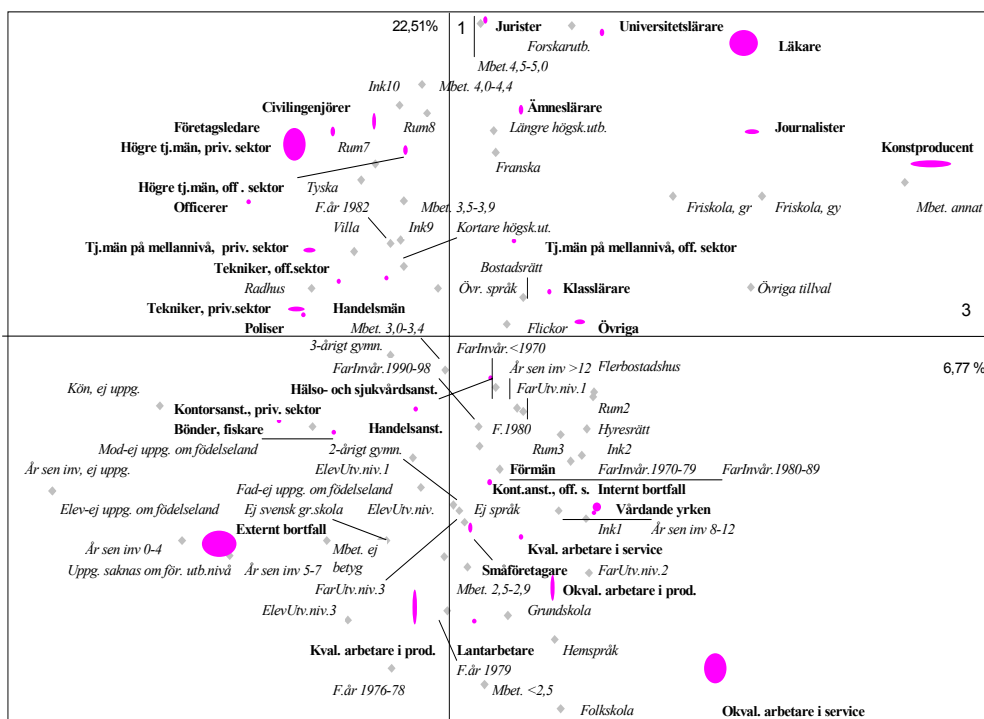 22,51%
1
Jurister
Universitetslärare
Forskarutb.
Läkare
Mbet.4,5-5,0
Ink10
Mbet. 4,0-4,4
Civilingenjörer
Ämneslärare
Företagsledare
Rum8
Längre högsk.utb.
Journalister
Högre tj.män, priv. sektor
Rum7
Konstproducent
Franska
Högre tj.män, off . sektor
Tyska
Officerer
F.år 1982
Mbet. 3,5-3,9
Friskola, gr
Friskola, gy
Mbet. annat
Villa
Ink9
Kortare högsk.ut.
Tj.män på mellannivå, priv. sektor
Tj.män på mellannivå, off. sektor
Tekniker, off.sektor
Bostadsrätt
Radhus
Övr. språk
Klasslärare
Övriga tillval
Tekniker, priv.sektor
Handelsmän
3
Poliser
Mbet. 3,0-3,4
Flickor
Övriga
3-årigt gymn.
FarInvår.<1970
FarInvår.1990-98
År sen inv >12
Flerbostadshus
6,77 %
Kön, ej uppg.
Hälso- och sjukvårdsanst.
FarUtv.niv.1
Kontorsanst., priv. sektor
Rum2
Bönder, fiskare
Handelsanst.
F.1980
Hyresrätt
Mod-ej uppg. om födelseland
2-årigt gymn.
Rum3
Ink2
År sen inv, ej uppg.
ElevUtv.niv.1
Förmän
FarInvår.1970-79
FarInvår.1980-89
Fad-ej uppg. om födelseland
Kont.anst., off. s.
Internt bortfall
Elev-ej uppg. om födelseland
Ej svensk gr.skola
ElevUtv.niv.
Ej språk
Vårdande yrken
Externt bortfall
Ink1
År sen inv 8-12
År sen inv 0-4
Mbet. ej
betyg
Kval. arbetare i service
Uppg. saknas om för. utb.nivå
År sen inv 5-7
Småföretagare
FarUtv.niv.2
FarUtv.niv.3
Mbet. 2,5-2,9
Okval. arbetare i prod.
ElevUtv.niv.3
Grundskola
Kval. arbetare i prod.
Lantarbetare
Hemspråk
F.år 1979
F.år 1976-78
Mbet. <2,5
Folkskola
Okval. arbetare i service